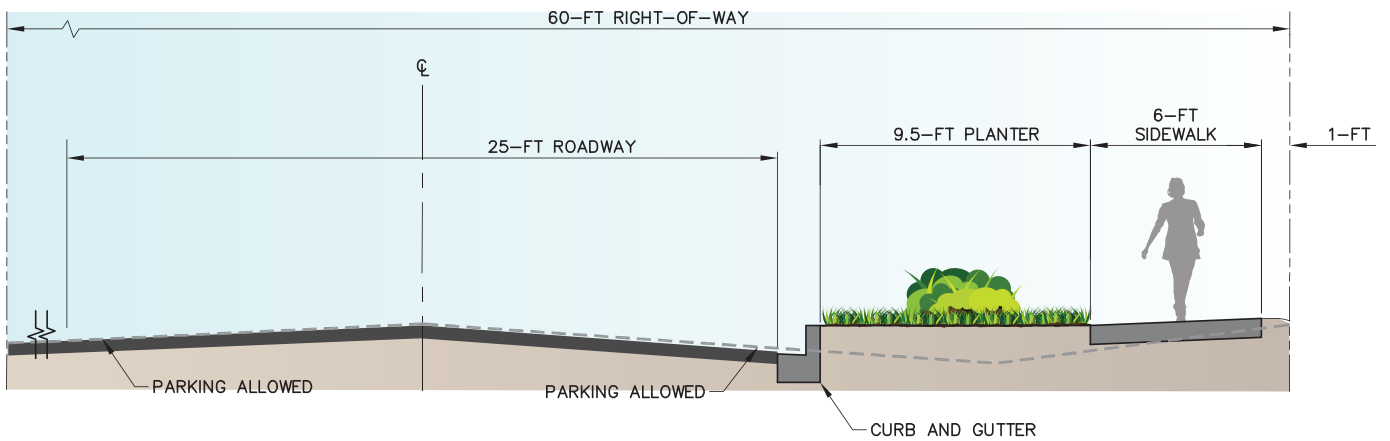 60-FT RIGHT-OF-WAY
℄
6-FT
SIDEWALK
9.5-FT PLANTER
1-FT
25-FT ROADWAY
PARKING ALLOWED
PARKING ALLOWED
CURB AND GUTTER